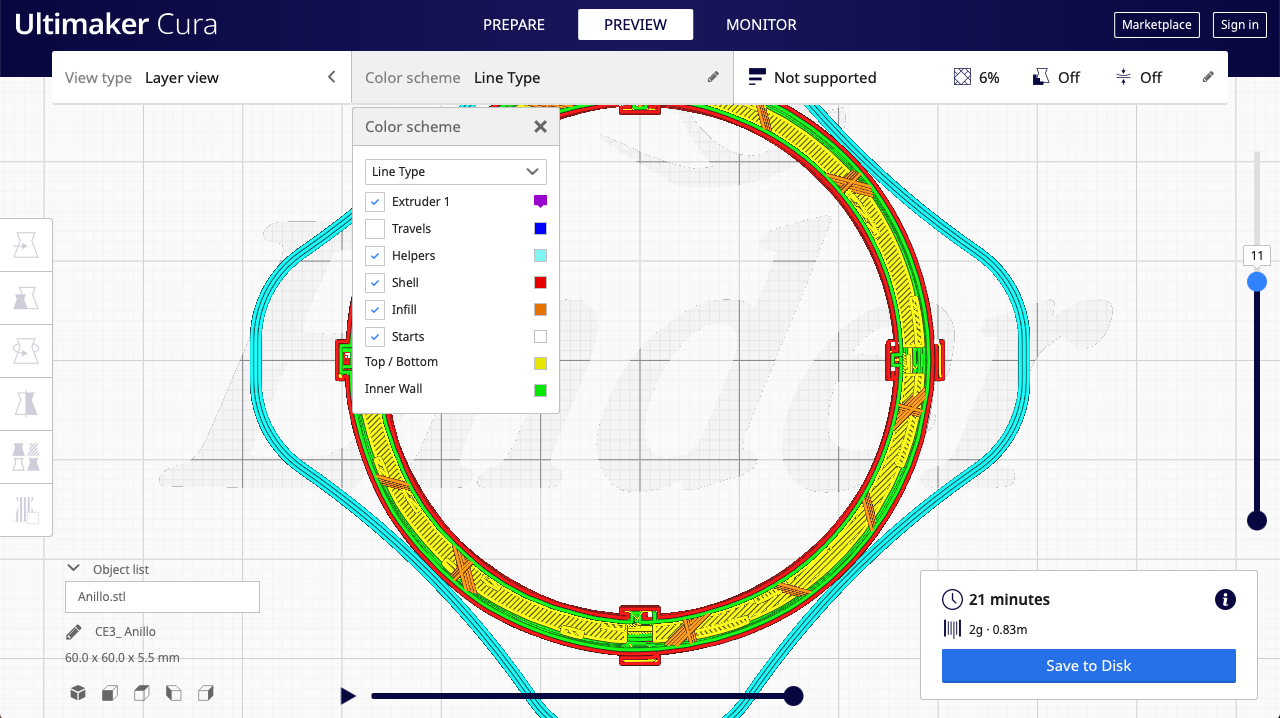 Ultimaker Cura
PREPARE
PREVIEW
MONITOR
Marketplace
Sign in
View type Layer view
Color scheme Line Type
Not supported
6%
Off
Off
Color scheme
Line Type
Extruder 1
Travels
Helpers
Shell
Infill
Starts
Top / Bottom
Inner Wall
11
Ender
Object list
Anillo.stl
CE3_ Anillo
60.0 x 60.0 x 5.5 mm
21 minutes
2g · 0.83m
Save to Disk